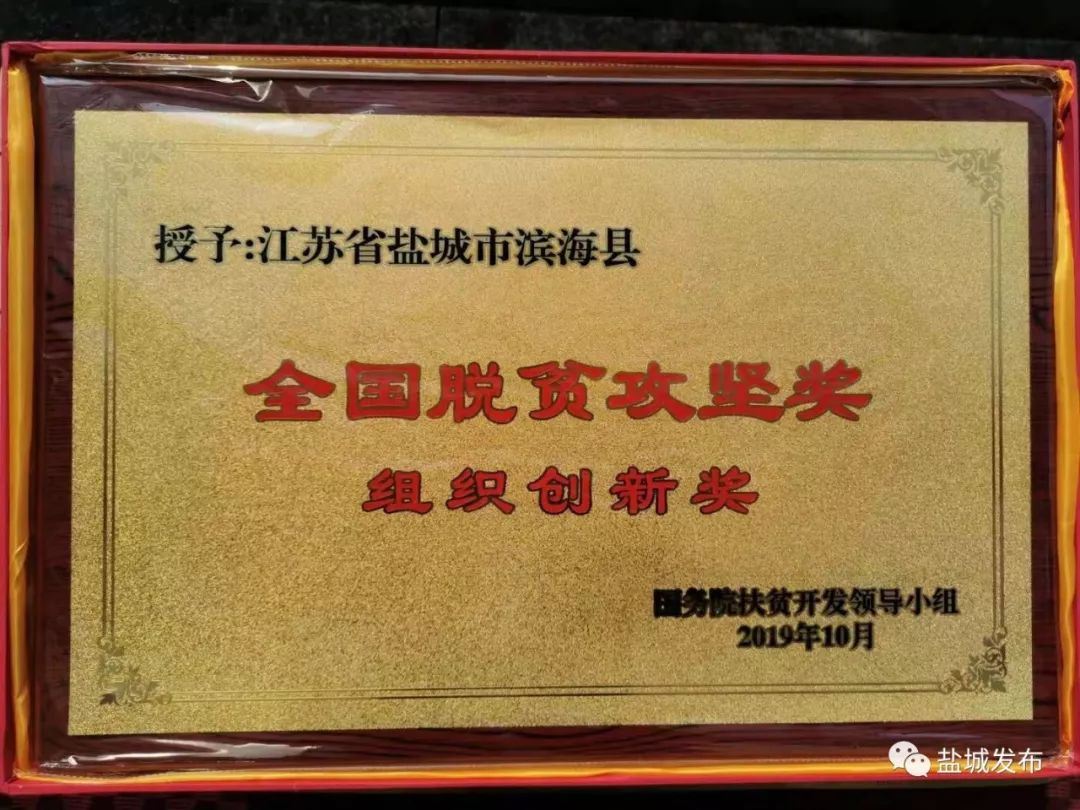 授予:江苏省盐城市滨海县
全国脱贫攻坚奖
组织创新奖
国务院扶贫开发领导小组
2019年10月
盐城发布